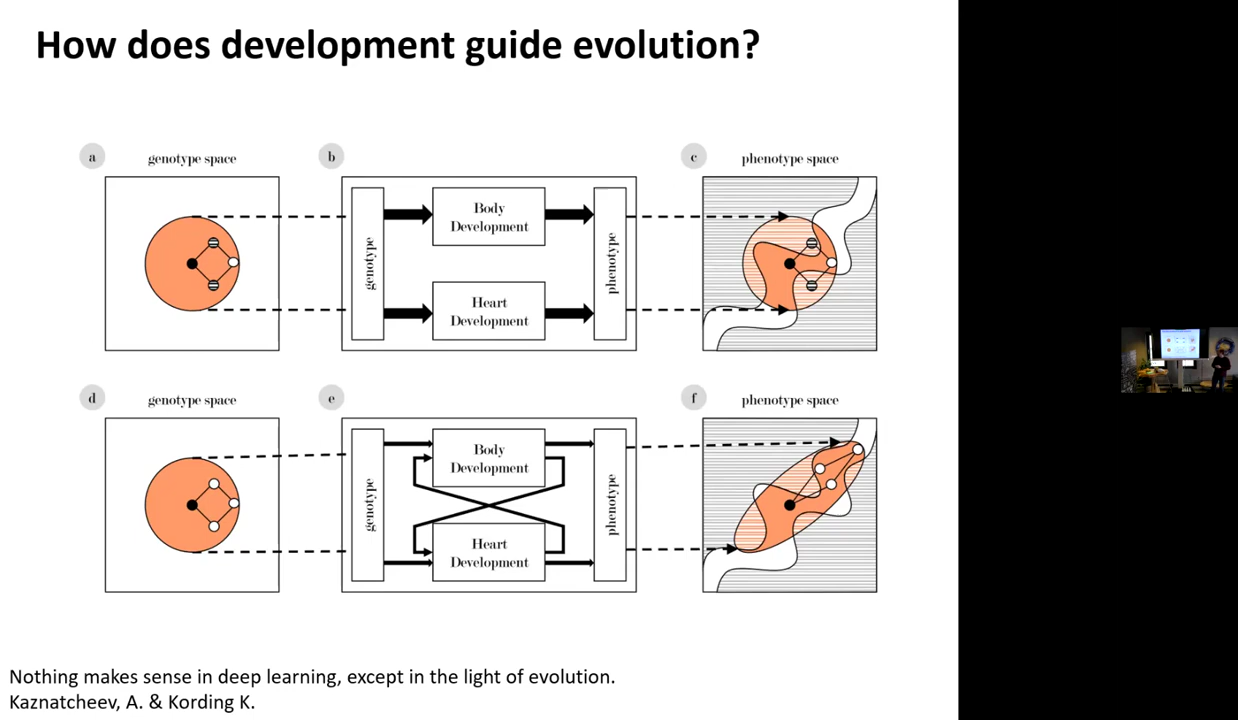 How does development guide evolution?
a
genotype space
b
c
phenotype space
genotype
Body
Development
Heart
Development
phenotype
d
genotype space
e
f
phenotype space
genotype
Body
Development
Heart
Development
phenotype
Nothing makes sense in deep learning, except in the light of evolution.
Kaznatcheev, A. & Kording K.